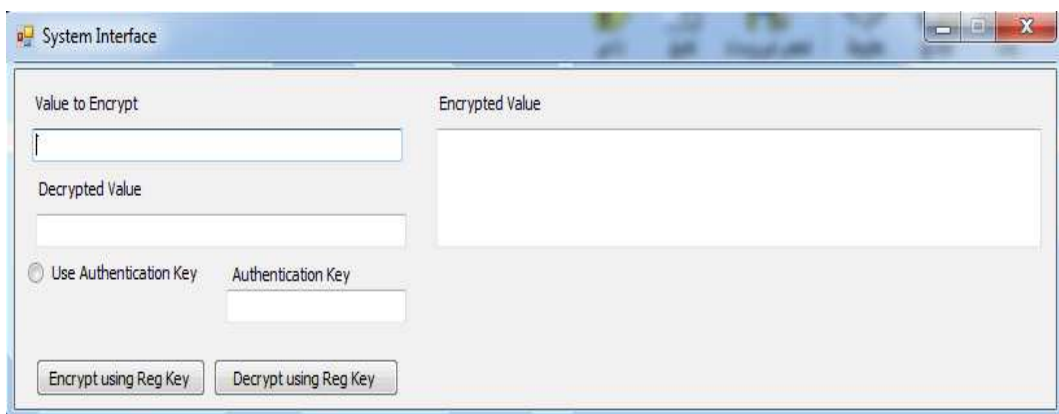 System Interface
Value to Encrypt
Encrypted Value
Decrypted Value
Use Authentication Key
Authentication Key
Encrypt using Reg Key
Decrypt using Reg Key